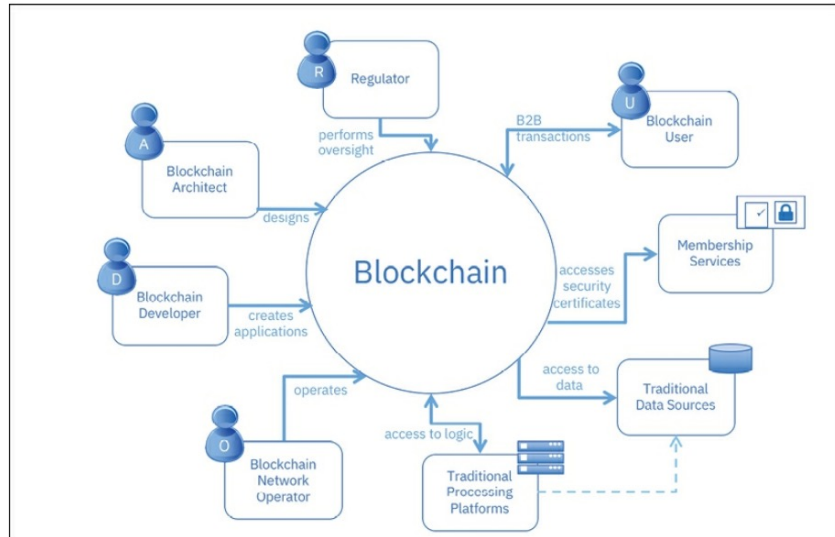 R
Regulator
performs
oversight
U
B2B
transactions
Blockchain
User
A
Blockchain
Architect
designs
Membership
Services
Blockchain
accesses
security
certificates
D
Blockchain
Developer
creates
applications
access to
data
Traditional
Data Sources
operates
O
Blockchain
Network
Operator
access to logic
Traditional
Processing
Platforms